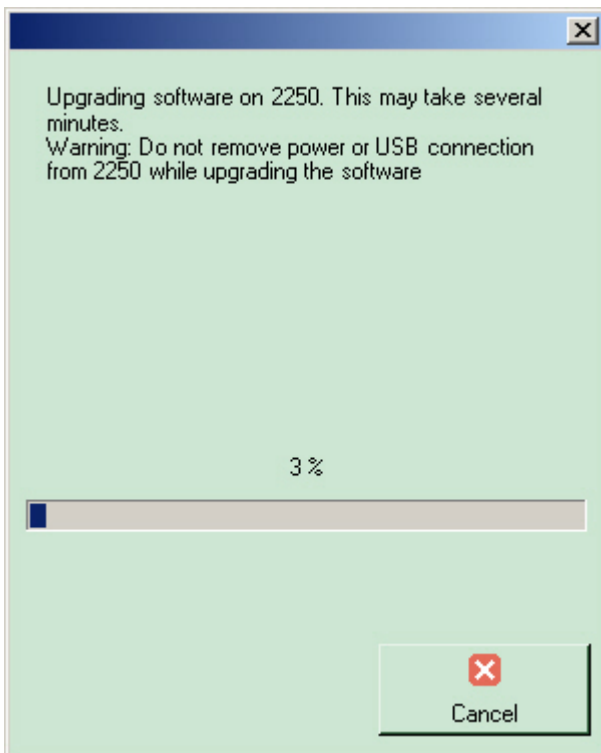 Upgrading software on 2250. This may take several
minutes.
Warning: Do not remove power or USB connection
from 2250 while upgrading the software
3 %
Cancel